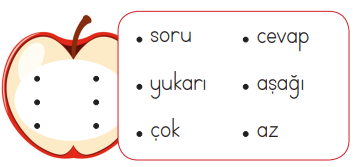 • soru • cevap
• yukarı • aşağı
• çok • az